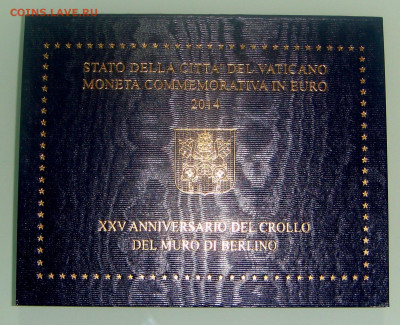 COINS.LAVE.RU
STATO DELLA CITTA' DEL VATICANO
MONETA COMMEMORATIVA IN EURO
2014
XXV ANNIVERSARIO DEL CROLLO
DEL MURO DI BERLINO